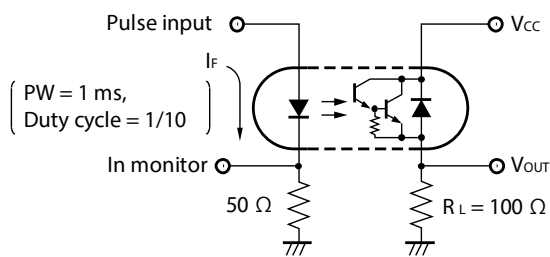 Pulse input
VCC
IF
PW = 1 ms,
Duty cycle = 1/10
In monitor
VOUT
50 Ω
RL = 100 Ω